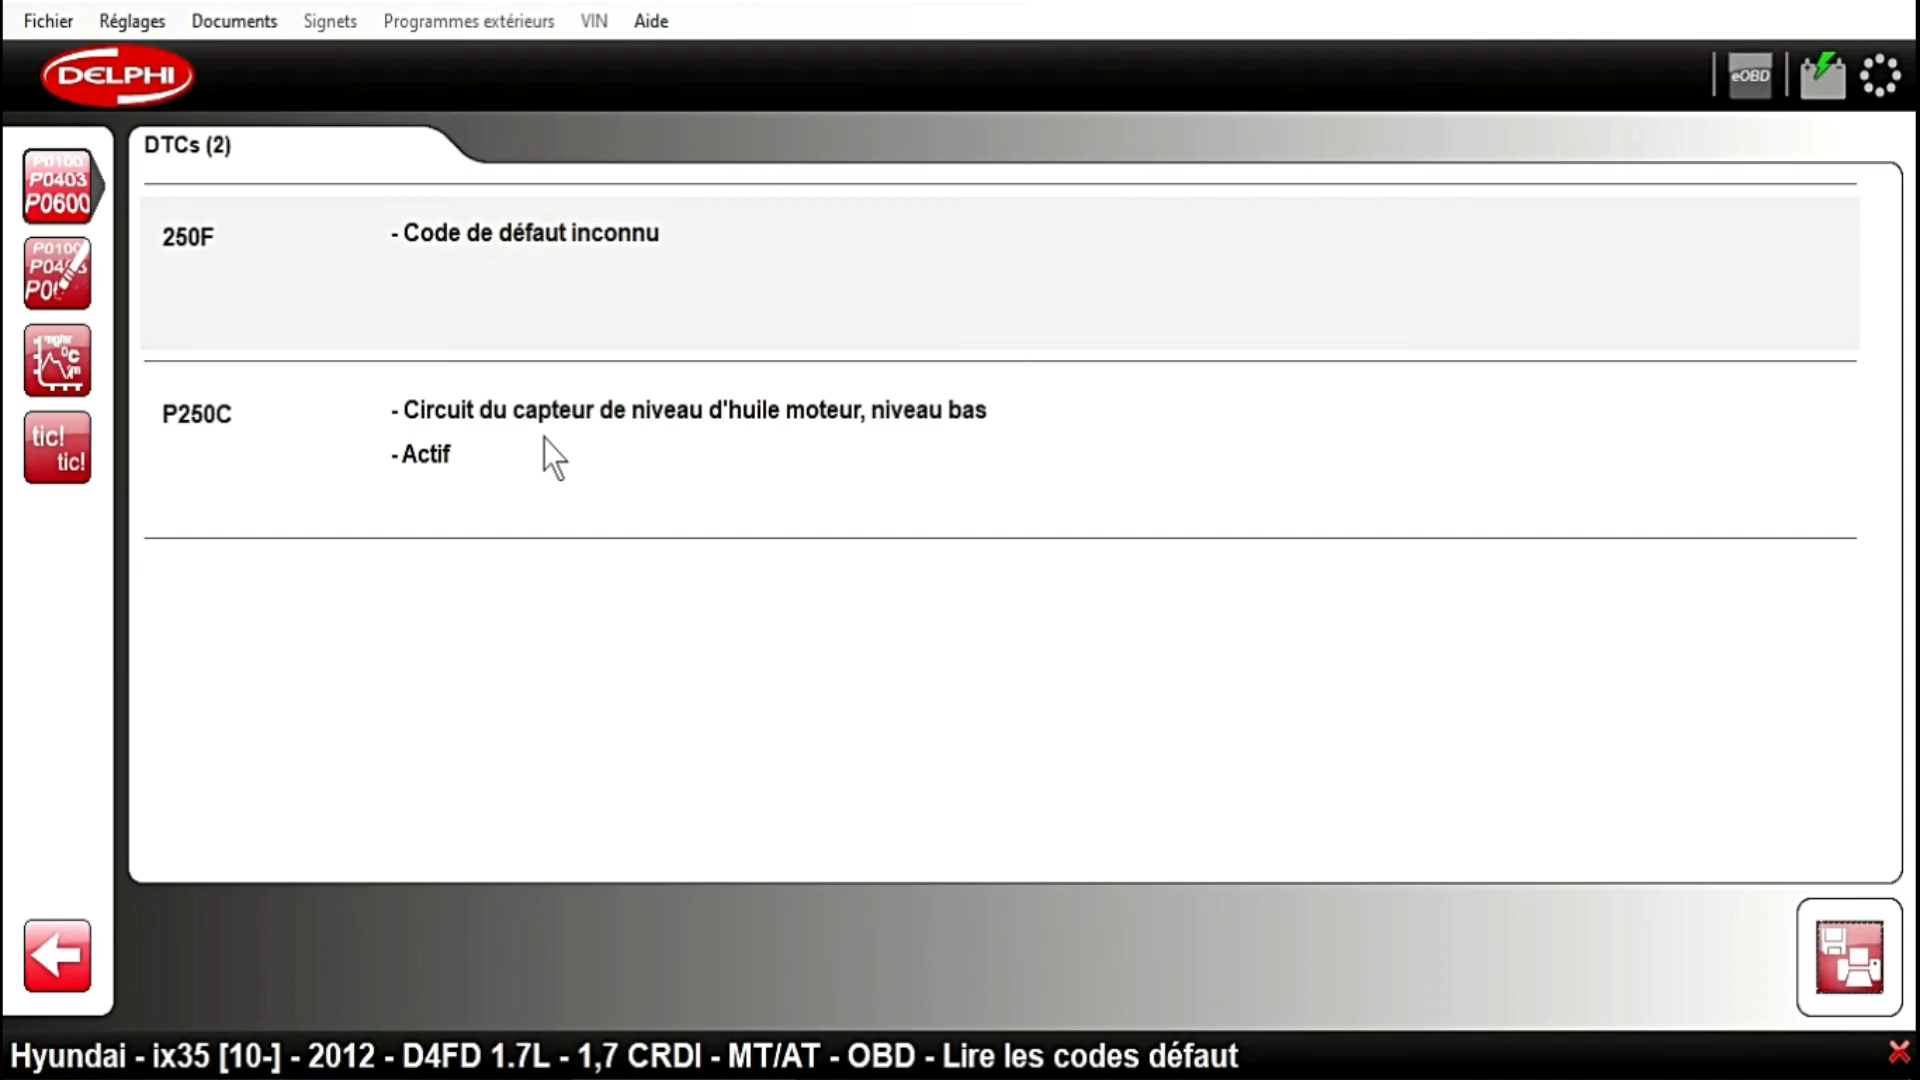 Fichier Réglages Documents Signets Programmes extérieurs VIN Aide
DELPHI
eOBD
DTCs (2)
P0100
P0403
P0600
250F - Code de défaut inconnu
P0100
P250C - Circuit du capteur de niveau d'huile moteur, niveau bas
- Actif
tic!
tic!
Hyundai - ix35 [10-] - 2012 - D4FD 1.7L - 1,7 CRDI - MT/AT - OBD - Lire les codes défaut